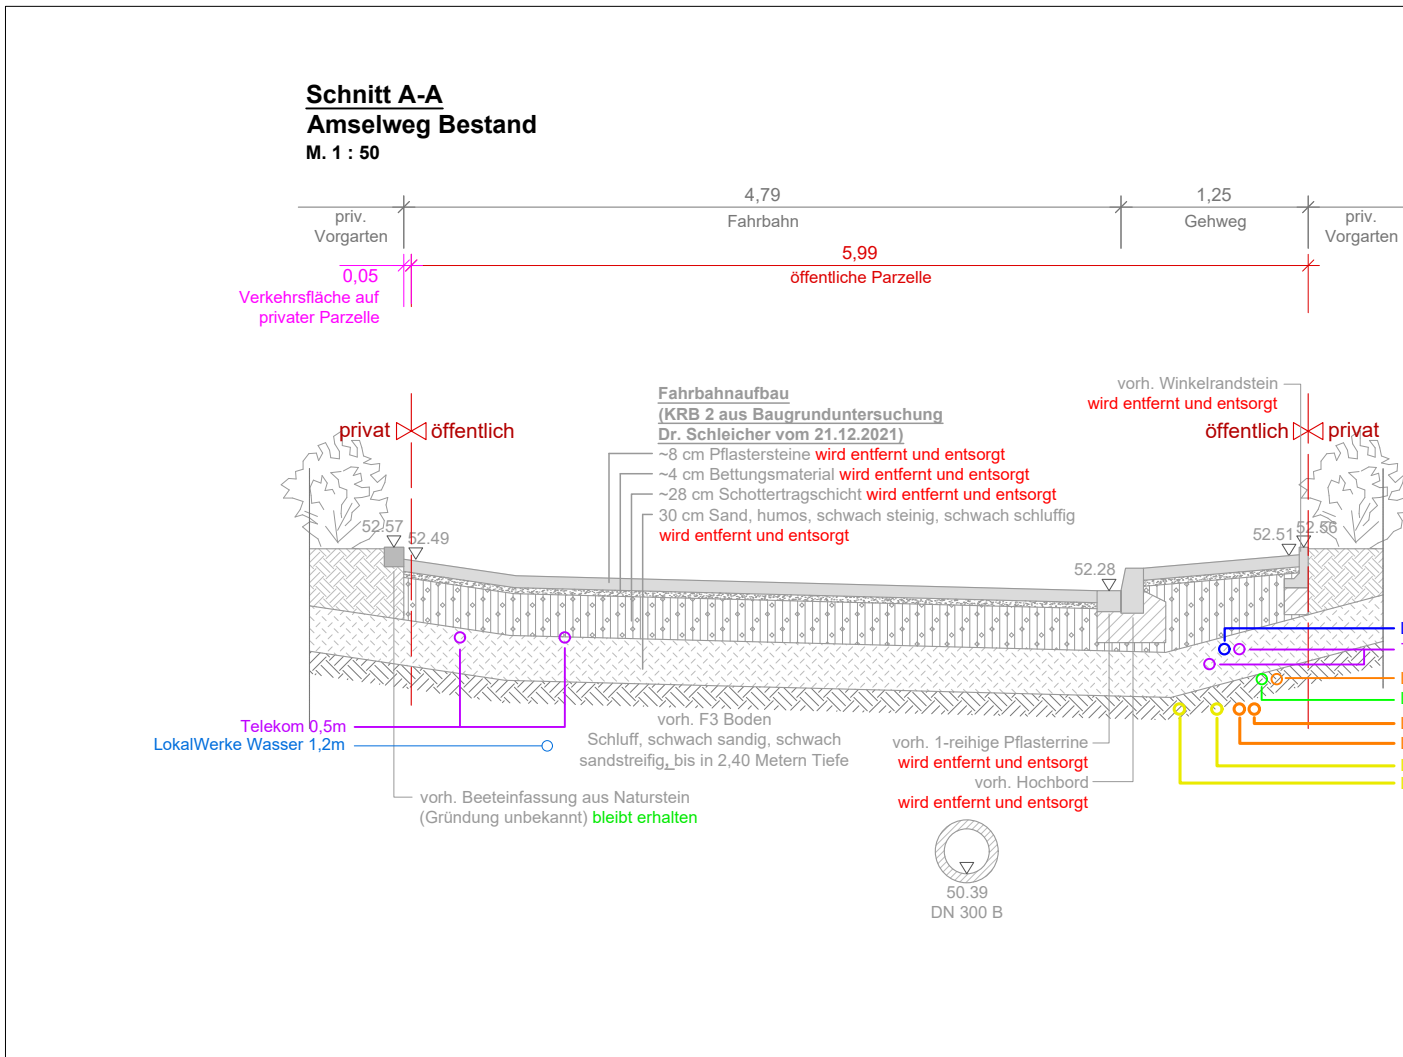 Schnitt A-A
Amselweg Bestand
M. 1 : 50
4,79
1,25
priv.
Vorgarten
Fahrbahn
Gehweg
priv.
Vorgarten
5,99
öffentliche Parzelle
0,05
Verkehrsfläche auf
privater Parzelle
Fahrbahnaufbau
(KRB 2 aus Baugrunduntersuchung
Dr. Schleicher vom 21.12.2021)
~8 cm Pflastersteine wird entfernt und entsorgt
~4 cm Bettungsmaterial wird entfernt und entsorgt
~28 cm Schottertragschicht wird entfernt und entsorgt
30 cm Sand, humos, schwach steinig, schwach schluffig
wird entfernt und entsorgt
vorh. Winkelrandstein
wird entfernt und entsorgt
privat öffentlich
öffentlich privat
52.57
52.49
52.28
52.51
52.56
Telekom 0,5m
LokalWerke Wasser 1,2m
vorh. F3 Boden
Schluff, schwach sandig, schwach
sandstreifig, bis in 2,40 Metern Tiefe
vorh. 1-reihige Pflasterrine
wird entfernt und entsorgt
vorh. Hochbord
wird entfernt und entsorgt
vorh. Beeteinfassung aus Naturstein
(Gründung unbekannt) bleibt erhalten
50.39
DN 300 B